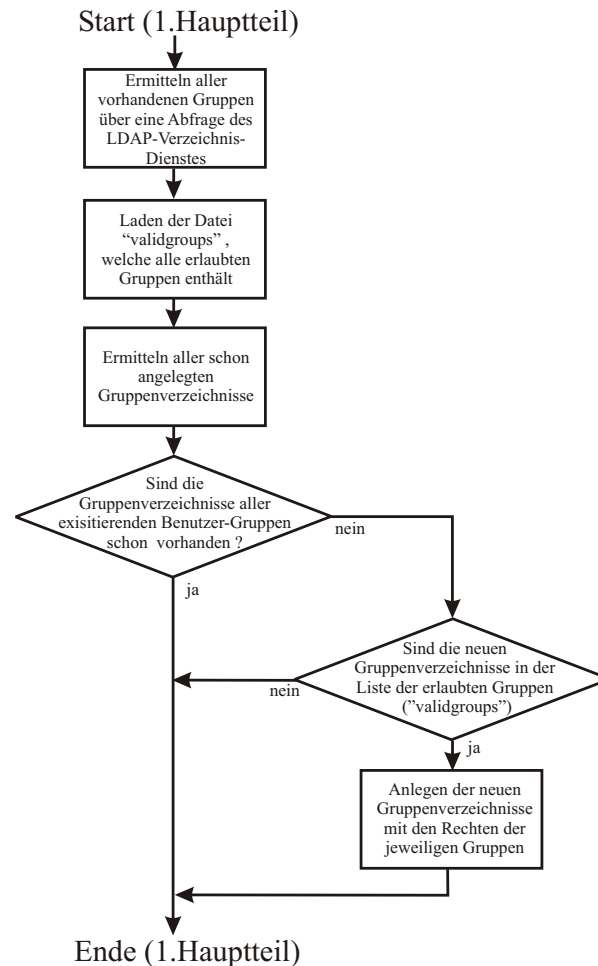 Start (1.Hauptteil)
Ermitteln aller
vorhandenen Gruppen
über eine Abfrage des
LDAP-Verzeichnis-
Dienstes
Laden der Datei
“validgroups” ,
welche alle erlaubten
Gruppen enthält
Ermitteln aller schon
angelegten
Gruppenverzeichnisse
Sind die
Gruppenverzeichnisse aller
exisitierenden Benutzer-Gruppen
schon vorhanden ?
nein
ja
Sind die neuen
Gruppenverzeichnisse in der
Liste der erlaubten Gruppen
(”validgroups”)
nein
ja
Anlegen der neuen
Gruppenverzeichnisse
mit den Rechten der
jeweiligen Gruppen
Ende (1.Hauptteil)